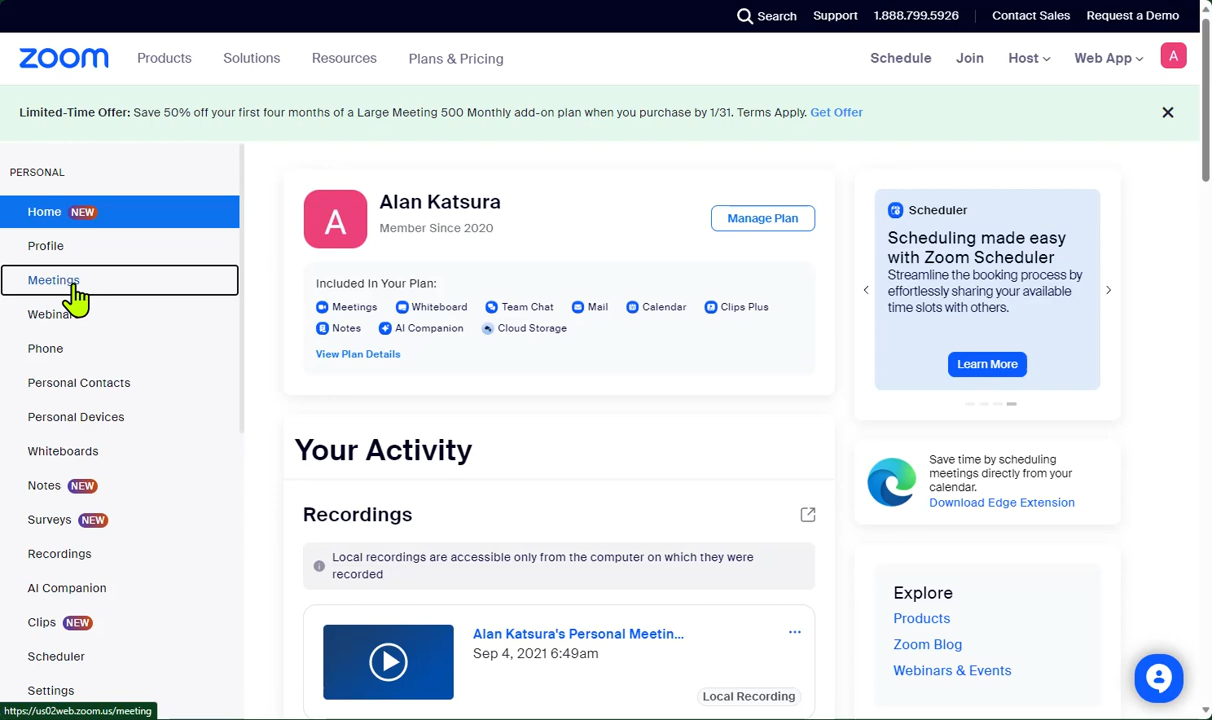 Search Support 1.888.799.5926 Contact Sales Request a Demo
zoom Products Solutions Resources Plans & Pricing Schedule Join Host Web App A
Limited-Time Offer: Save 50% off your first four months of a Large Meeting 500 Monthly add-on plan when you purchase by 1/31. Terms Apply. Get Offer
PERSONAL
Home NEW
Profile
Meetings
Webinars
Phone
Personal Contacts
Personal Devices
Whiteboards
Notes NEW
Surveys NEW
Recordings
AI Companion
Clips NEW
Scheduler
Settings
https://us02web.zoom.us/meeting
A
Alan Katsura
Member Since 2020
Manage Plan
Included In Your Plan:
Meetings Whiteboard Team Chat Mail Calendar Clips Plus
Notes AI Companion Cloud Storage
View Plan Details
Your Activity
Recordings
Local recordings are accessible only from the computer on which they were
recorded
Alan Katsura's Personal Meetin...
Sep 4, 2021 6:49am
Local Recording
Scheduler
Scheduling made easy
with Zoom Scheduler
Streamline the booking process by
effortlessly sharing your available
time slots with others.
Learn More
Save time by scheduling
meetings directly from your
calendar.
Download Edge Extension
Explore
Products
Zoom Blog
Webinars & Events